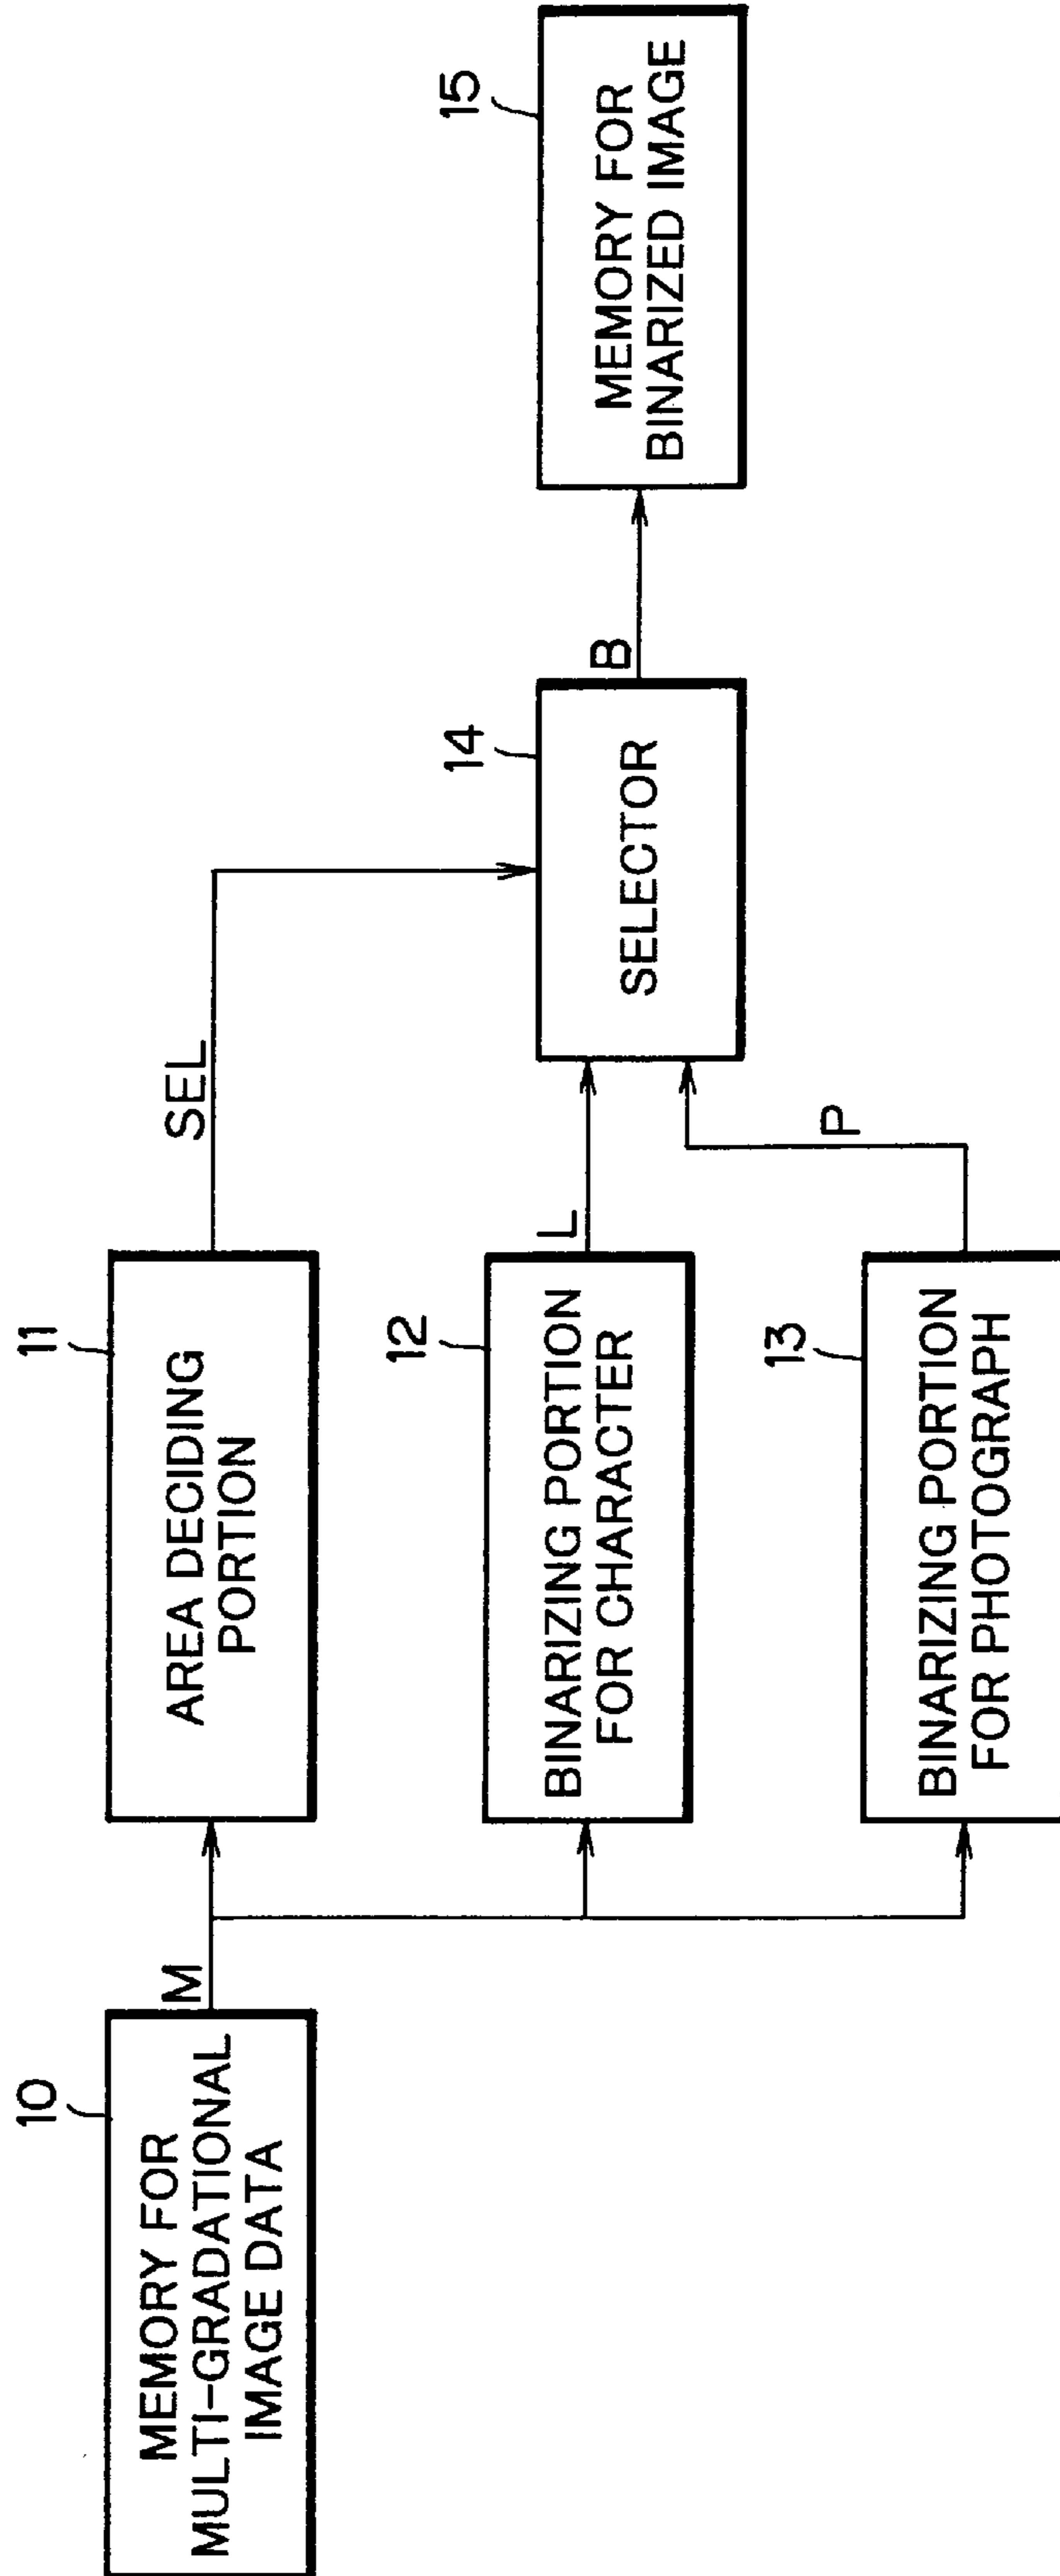 10
MEMORY FOR
MULTI-GRADATIONAL
IMAGE DATA
M
11
AREA DECIDING
PORTION
SEL
12
BINARIZING PORTION
FOR CHARACTER
L
13
BINARIZING PORTION
FOR PHOTOGRAPH
P
14
SELECTOR
B
15
MEMORY FOR
BINARIZED IMAGE